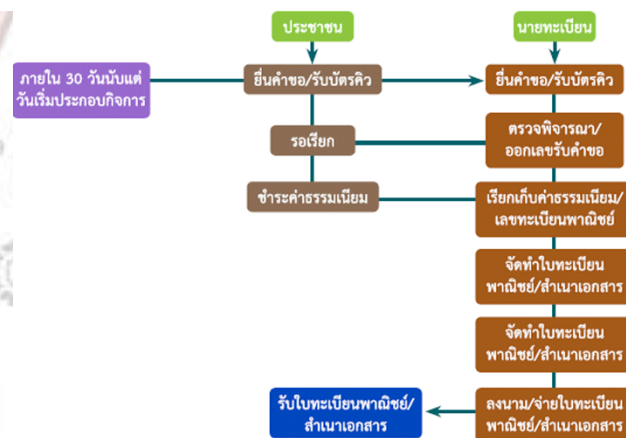 ประชาชน
นายทะเบียน
ภายใน 30 วันนับแต่
วันเริ่มประกอบกิจการ
ยื่นคำขอ/รับบัตรคิว
ยื่นคำขอ/รับบัตรคิว
รอเรียก
ตรวจพิจารณา/
ออกเลขรับคำขอ
ชำระค่าธรรมเนียม
เรียกเก็บค่าธรรมเนียม/
เลขทะเบียนพาณิชย์
จัดทำใบทะเบียน
พาณิชย์/สำเนาเอกสาร
จัดทำใบทะเบียน
พาณิชย์/สำเนาเอกสาร
รับใบทะเบียนพาณิชย์/
สำเนาเอกสาร
ลงนาม/จ่ายใบทะเบียน
พาณิชย์/สำเนาเอกสาร